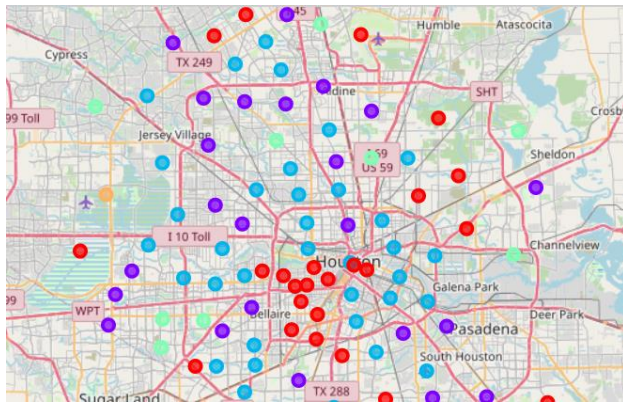 45
Humble
Atascocita
Cypress
TX 249
SHT
99 Toll
Crosb
Jersey Village
69
US 59
Sheldon
I 10 Toll
Channelview
Houston
99
Galena Park
WPT
Bellaire
Deer Park
Pasadena
South Houston
TX 288
Sugar Land